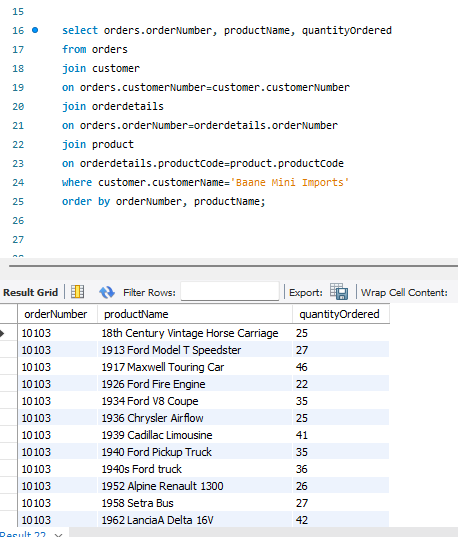 15
16 select orders.orderNumber, productName, quantityOrdered
17 from orders
18 join customer
19 on orders.customerNumber=customer.customerNumber
20 join orderdetails
21 on orders.orderNumber=orderdetails.orderNumber
22 join product
23 on orderdetails.productCode=product.productCode
24 where customer.customerName='Baane Mini Imports'
25 order by orderNumber, productName;
26
27
Result Grid Filter Rows: Export: Wrap Cell Content:
orderNumber productName quantityOrdered
10103 18th Century Vintage Horse Carriage 25
10103 1913 Ford Model T Speedster 27
10103 1917 Maxwell Touring Car 46
10103 1926 Ford Fire Engine 22
10103 1934 Ford V8 Coupe 35
10103 1936 Chrysler Airflow 25
10103 1939 Cadillac Limousine 41
10103 1940 Ford Pickup Truck 35
10103 1940s Ford truck 36
10103 1952 Alpine Renault 1300 26
10103 1958 Setra Bus 27
10103 1962 LanciaA Delta 16V 42
Result 22